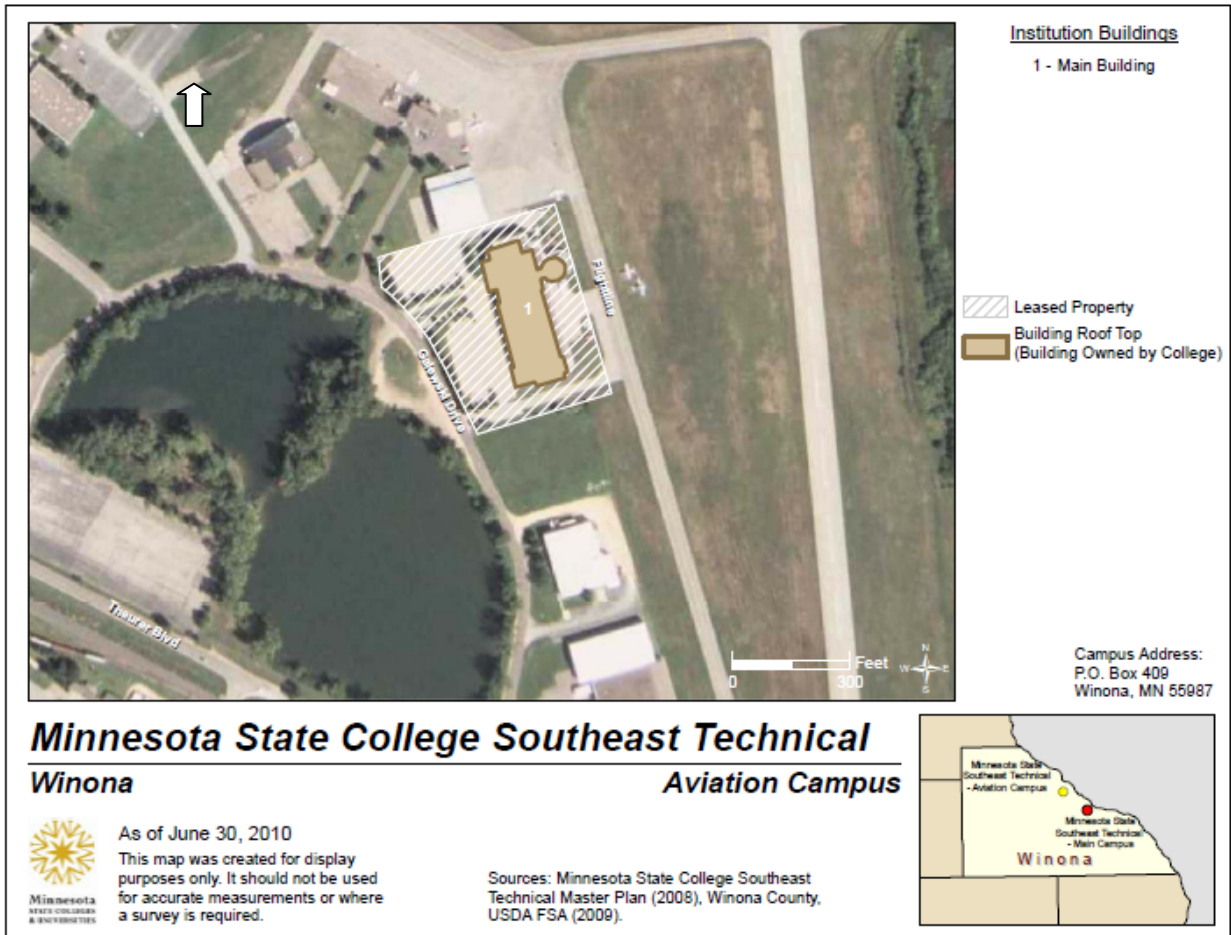 Institution Buildings
1 - Main Building
1
Leased Property
Building Roof Top
(Building Owned by College)
Theurer Blvd
Feet
0 300
N
W E
S
Campus Address:
P.O. Box 409
Winona, MN 55987
Minnesota State College Southeast Technical
Winona
Aviation Campus
Minnesota
STATE COLLEGES
& UNIVERSITIES
As of June 30, 2010
This map was created for display
purposes only. It should not be used
for accurate measurements or where
a survey is required.
Sources: Minnesota State College Southeast
Technical Master Plan (2008), Winona County,
USDA FSA (2009).
Minnesota State
Southeast Technical
- Aviation Campus
Minnesota State
Southeast Technical
- Main Campus
Winona